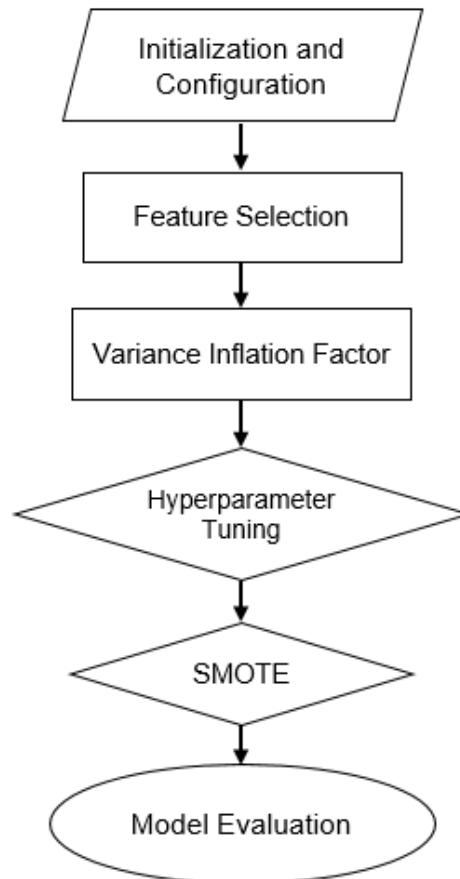 Initialization and
Configuration
Feature Selection
Variance Inflation Factor
Hyperparameter
Tuning
SMOTE
Model Evaluation